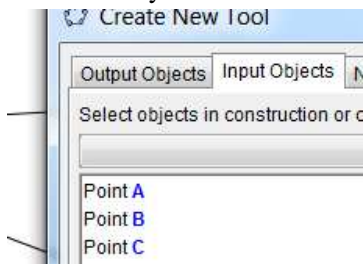 Create New Tool
Output Objects Input Objects N
Select objects in construction or
Point A
Point B
Point C